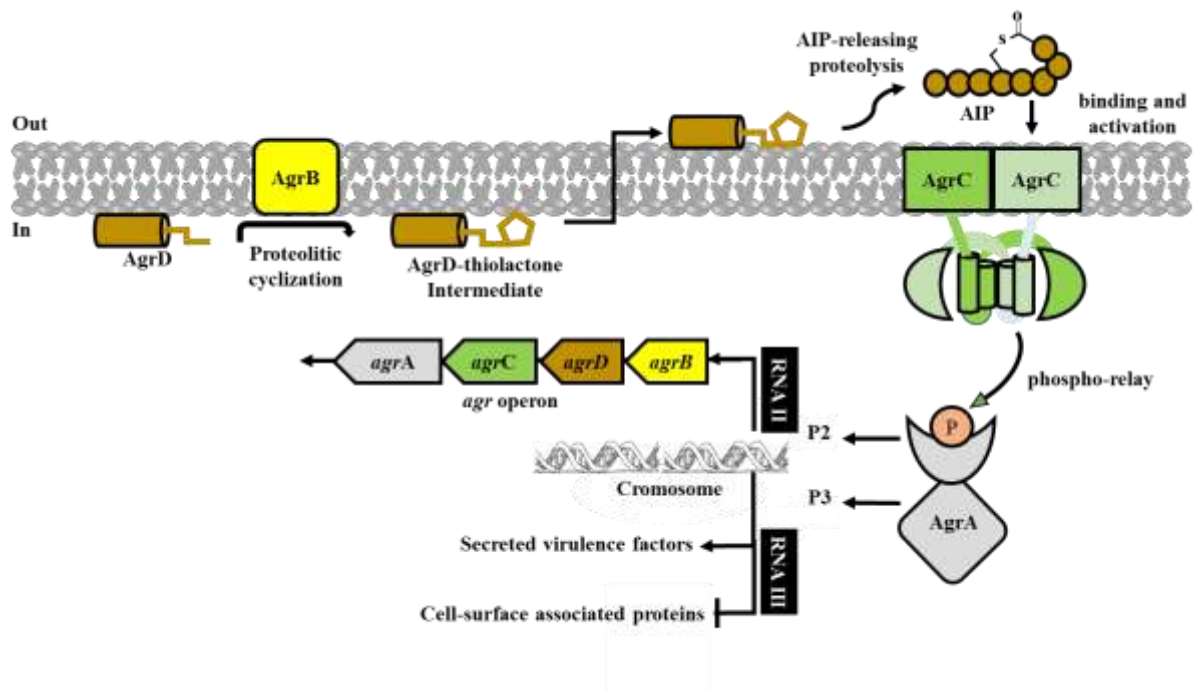 O
S
AIP-releasing
proteolysis
AIP
binding and
activation
Out
AgrB
AgrC
AgrC
In
AgrD
Proteolitic
cyclization
AgrD-thiolactone
Intermediate
agrA
agrC
agrD
agrB
RNA II
agr operon
phospho-relay
P
P2
Cromosome
P3
AgrA
Secreted virulence factors
RNA III
Cell-surface associated proteins